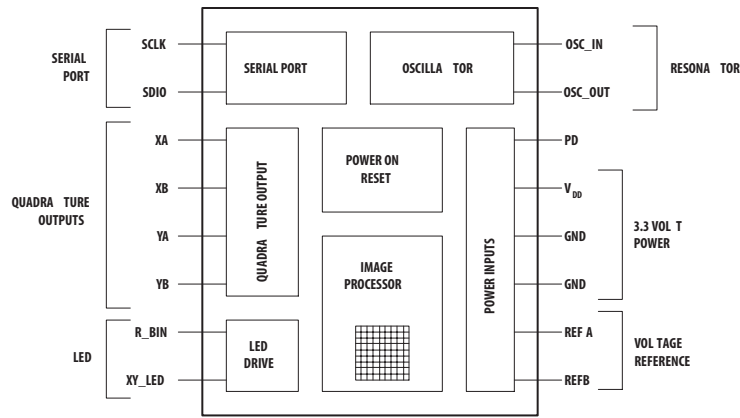 SERIAL
PORT
SCLK
SDIO
SERIAL PORT
OSCILLA TOR
OSC_IN
OSC_OUT
RESONA TOR
QUADRA TURE
OUTPUTS
XA
XB
YA
YB
QUADRA TURE OUTPUT
POWER ON
RESET
IMAGE
PROCESSOR
POWER INPUTS
PD
VDD
GND
GND
3.3 VOL T
POWER
LED
R_BIN
XY_LED
LED
DRIVE
REF A
REFB
VOL TAGE
REFERENCE